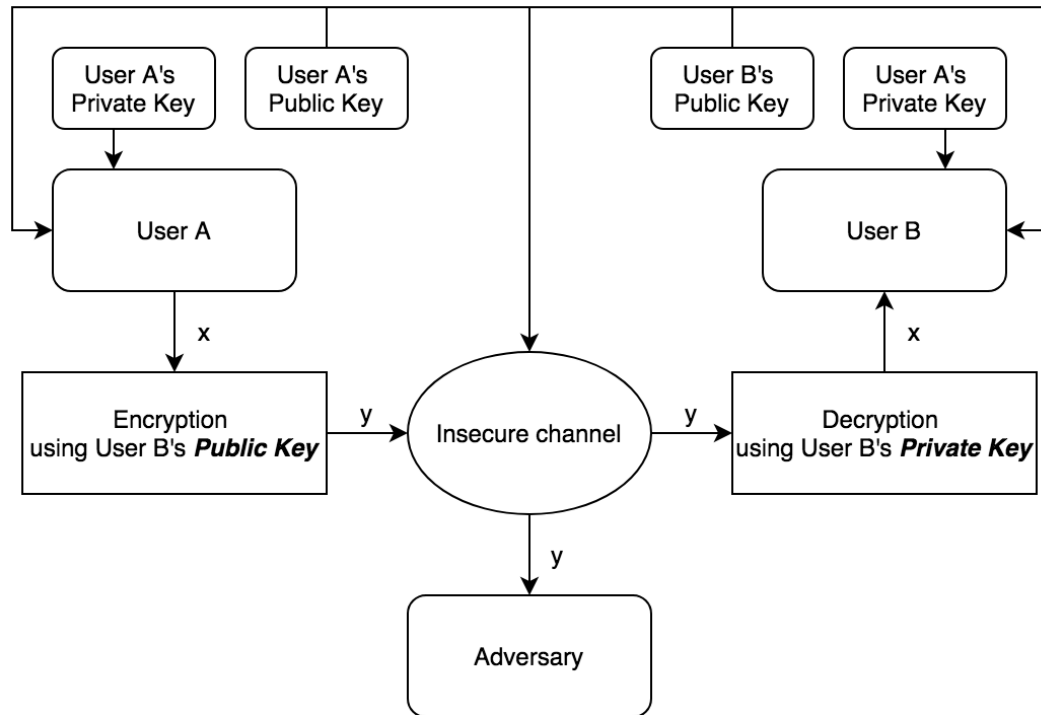 User A's
Private Key
User A's
Public Key
User B's
Public Key
User A's
Private Key
User A
User B
x
x
Encryption
using User B's Public Key
y
Insecure channel
y
Decryption
using User B's Private Key
y
Adversary